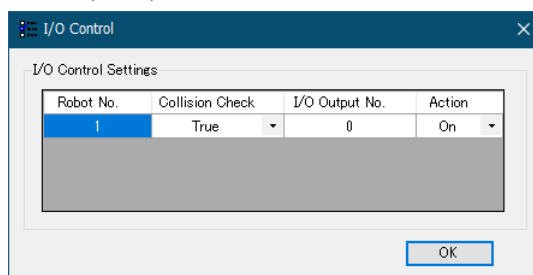 I/O Control
I/O Control Settings
Robot No. Collision Check I/O Output No. Action
1 True 0 On
OK